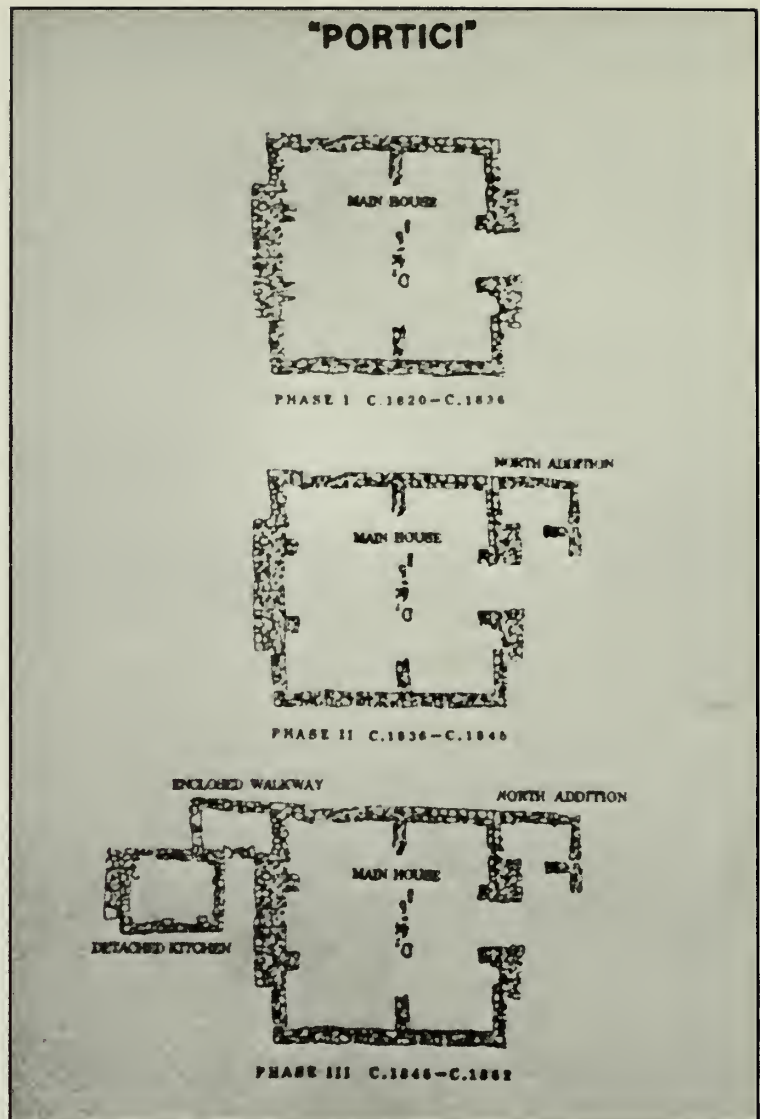 "PORTICI"
MAIN HOUSE
PHASE I C.1820-C.1836
NORTH ADDITION
MAIN HOUSE
PHASE II C.1836-C.1846
ENCLOSED WALKWAY
NORTH ADDITION
MAIN HOUSE
DETACHED KITCHEN
PHASE III C.1846-C.1862